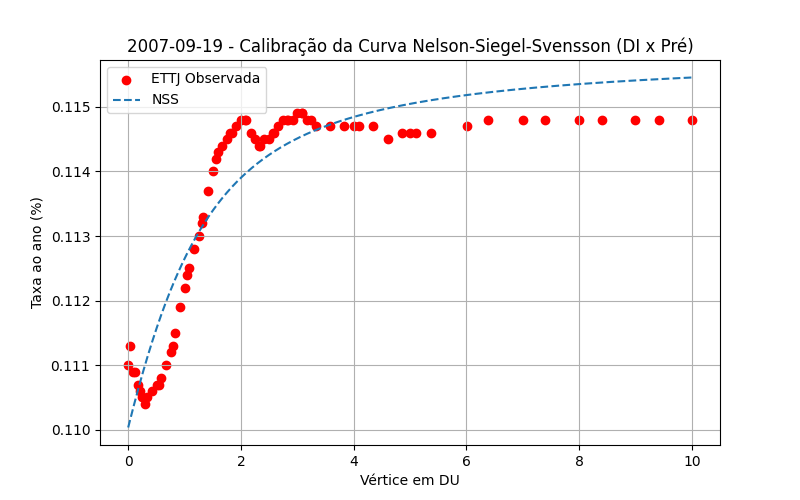 2007-09-19 - Calibração da Curva Nelson-Siegel-Svensson (DI x Pré)
ETTJ Observada
NSS
Taxa ao ano (%)
0.115
0.114
0.113
0.112
0.111
0.110
0 2 4 6 8 10
Vértice em DU